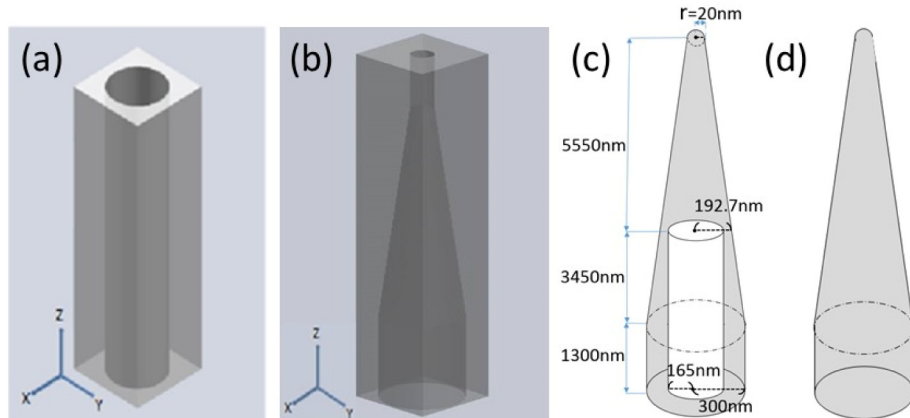 (a)
Z
X
Y
(b)
Z
X
Y
(c)
r=20nm
5550nm
192.7nm
3450nm
1300nm
165nm
300nm
(d)